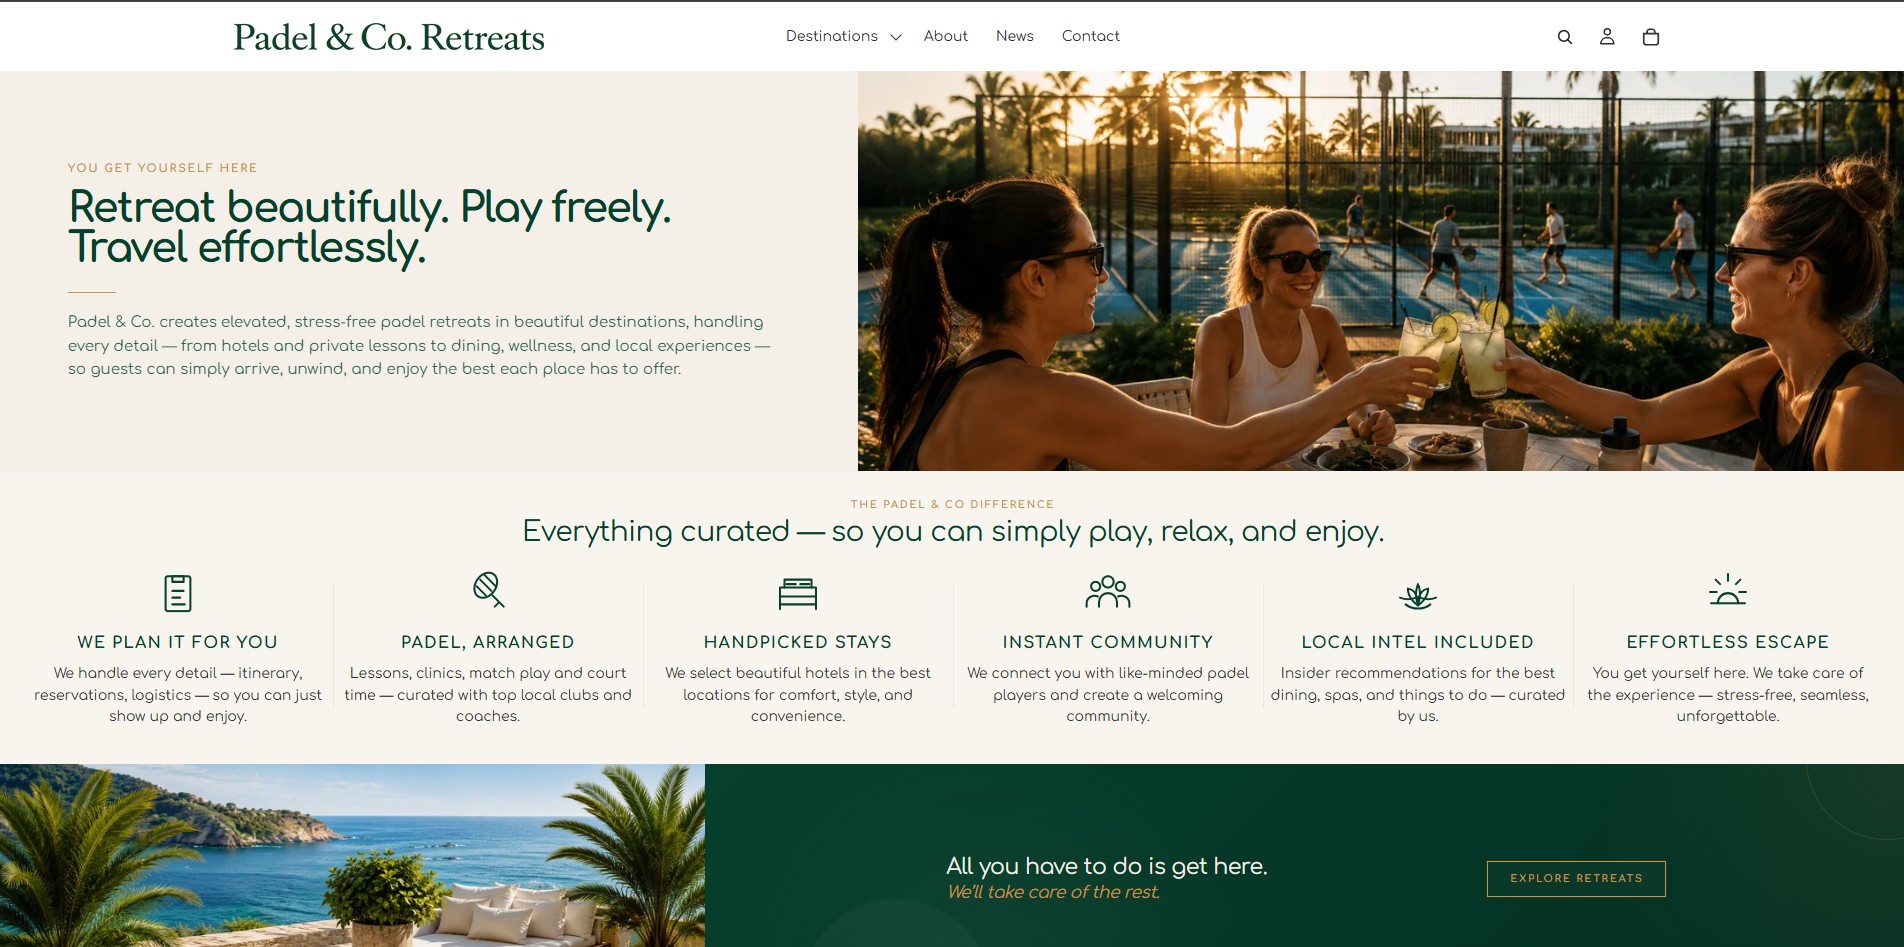 Padel & Co. Retreats
Destinations
About
News
Contact
YOU GET YOURSELF HERE
Retreat beautifully. Play freely.
Travel effortlessly.
Padel & Co. creates elevated, stress-free padel retreats in beautiful destinations, handling
every detail — from hotels and private lessons to dining, wellness, and local experiences —
so guests can simply arrive, unwind, and enjoy the best each place has to offer.
THE PADEL & CO DIFFERENCE
Everything curated — so you can simply play, relax, and enjoy.
WE PLAN IT FOR YOU
We handle every detail — itinerary,
reservations, logistics — so you can just
show up and enjoy.
PADEL, ARRANGED
Lessons, clinics, match play and court
time — curated with top local clubs and
coaches.
HANDPICKED STAYS
We select beautiful hotels in the best
locations for comfort, style, and
convenience.
INSTANT COMMUNITY
We connect you with like-minded padel
players and create a welcoming
community.
LOCAL INTEL INCLUDED
Insider recommendations for the best
dining, spas, and things to do — curated
by us.
EFFORTLESS ESCAPE
You get yourself here. We take care of
the experience — stress-free, seamless,
unforgettable.
All you have to do is get here.
We'll take care of the rest.
EXPLORE RETREATS